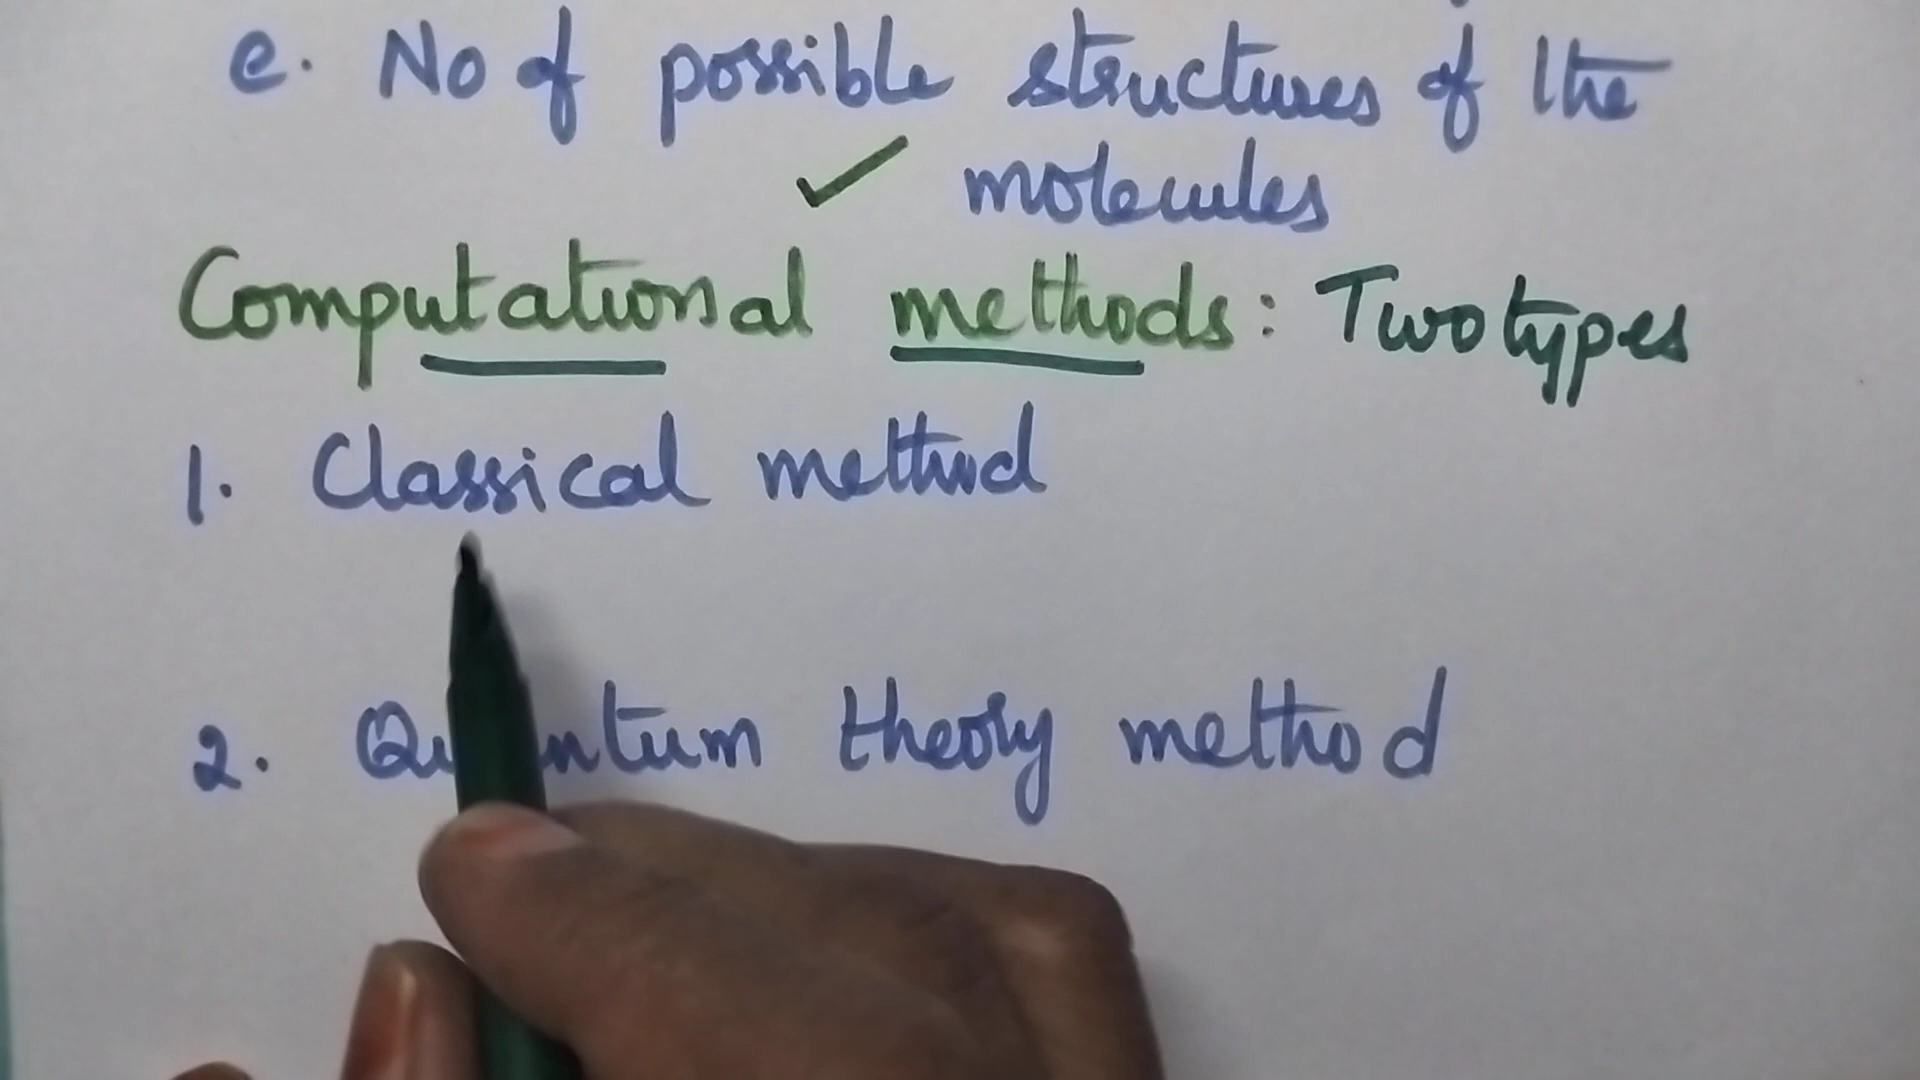 e. No of possible structures of the
molecules
Computational methods: Two types
1. Classical method
2. Quantum theory method